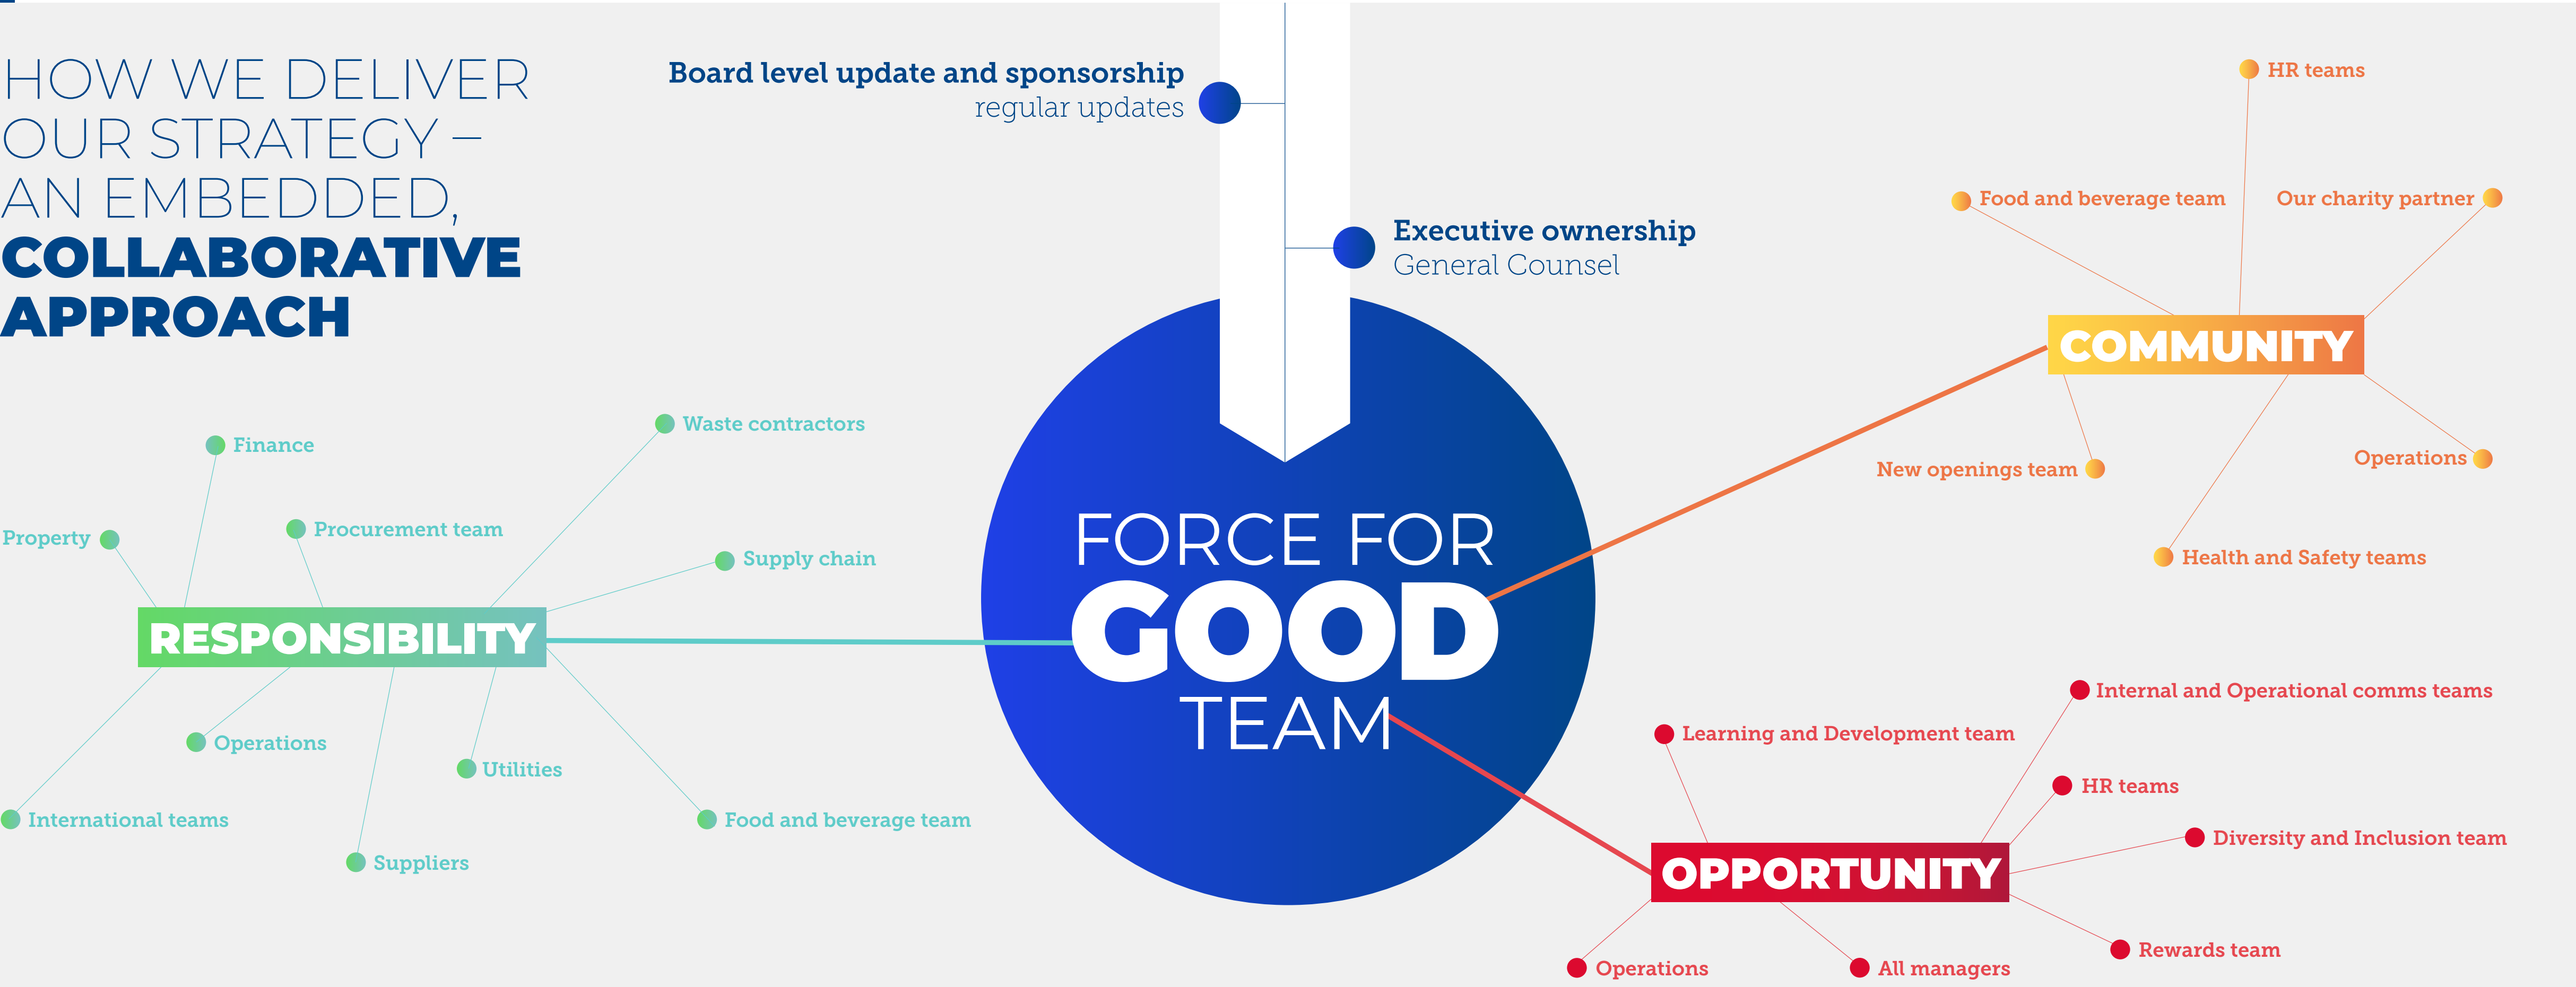 HOW WE DELIVER
OUR STRATEGY –
AN EMBEDDED,
COLLABORATIVE
APPROACH
Board level update and sponsorship
regular updates
Executive ownership
General Counsel
FORCE FOR
GOOD
TEAM
RESPONSIBILITY
Finance
Property
Procurement team
Waste contractors
Supply chain
International teams
Operations
Suppliers
Utilities
Food and beverage team
COMMUNITY
HR teams
Food and beverage team
Our charity partner
New openings team
Operations
Health and Safety teams
OPPORTUNITY
Learning and Development team
Internal and Operational comms teams
HR teams
Diversity and Inclusion team
Rewards team
All managers
Operations